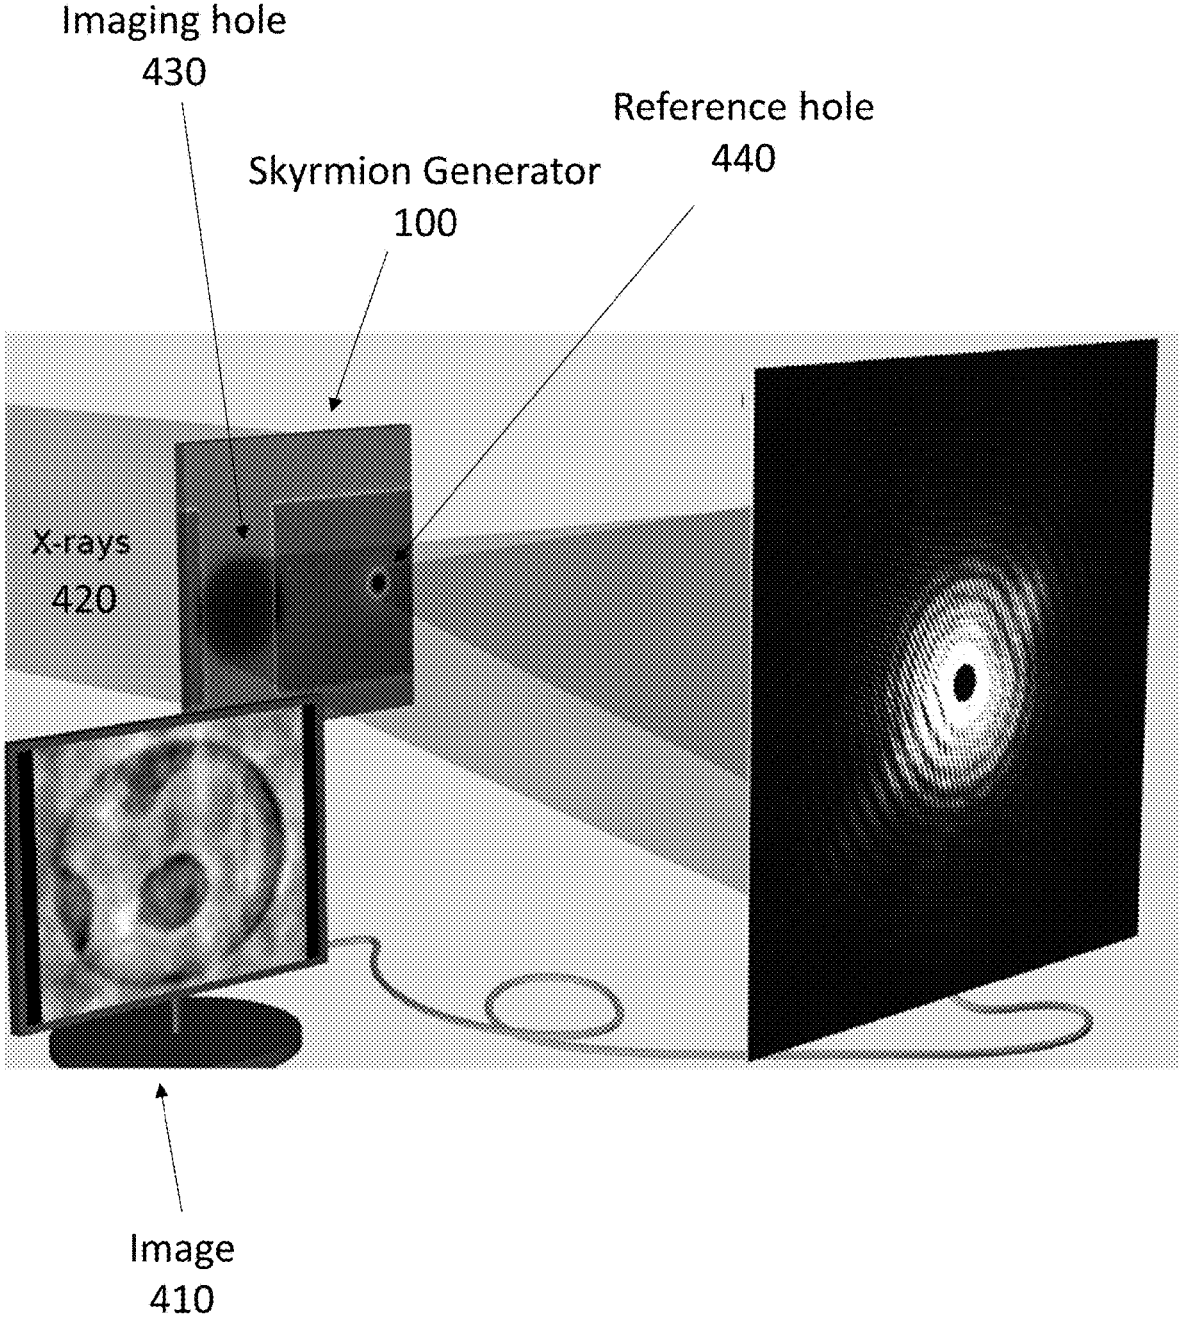 Imaging hole
430
Reference hole
440
Skyrmion Generator
100
X-rays
420
Image
410